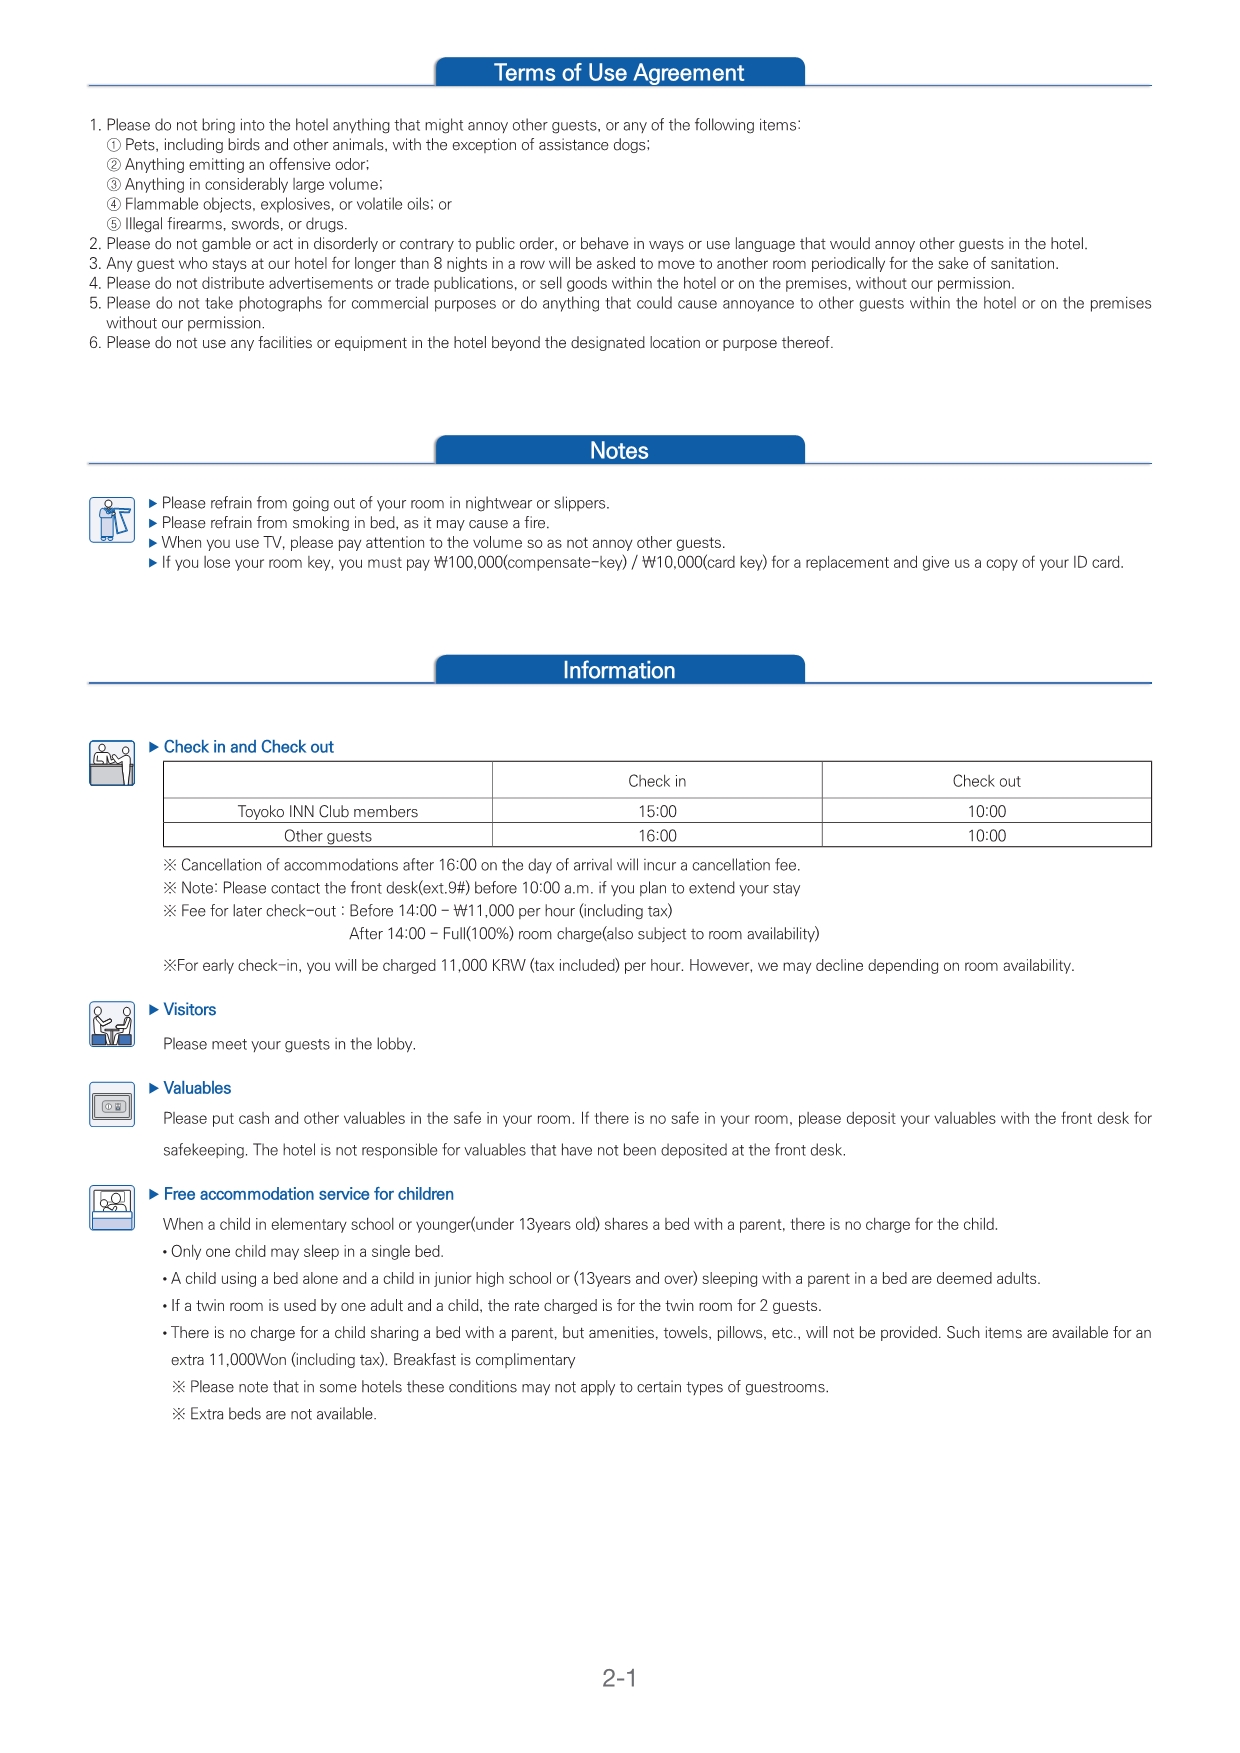 Terms of Use Agreement
1. Please do not bring into the hotel anything that might annoy other guests, or any of the following items:
① Pets, including birds and other animals, with the exception of assistance dogs;
② Anything emitting an offensive odor;
③ Anything in considerably large volume;
④ Flammable objects, explosives, or volatile oils; or
⑤ Illegal firearms, swords, or drugs.
2. Please do not gamble or act in disorderly or contrary to public order, or behave in ways or use language that would annoy other guests in the hotel.
3. Any guest who stays at our hotel for longer than 8 nights in a row will be asked to move to another room periodically for the sake of sanitation.
4. Please do not distribute advertisements or trade publications, or sell goods within the hotel or on the premises, without our permission.
5. Please do not take photographs for commercial purposes or do anything that could cause annoyance to other guests within the hotel or on the premises
without our permission.
6. Please do not use any facilities or equipment in the hotel beyond the designated location or purpose thereof.
Notes
▶ Please refrain from going out of your room in nightwear or slippers.
▶ Please refrain from smoking in bed, as it may cause a fire.
▶ When you use TV, please pay attention to the volume so as not annoy other guests.
▶ If you lose your room key, you must pay ₩100,000(compensate-key) / ₩10,000(card key) for a replacement and give us a copy of your ID card.
Information
▶ Check in and Check out
Check in Check out
Toyoko INN Club members 15:00 10:00
Other guests 16:00 10:00
※ Cancellation of accommodations after 16:00 on the day of arrival will incur a cancellation fee.
※ Note: Please contact the front desk(ext.9#) before 10:00 a.m. if you plan to extend your stay
※ Fee for later check-out : Before 14:00 - ₩11,000 per hour (including tax)
After 14:00 - Full(100%) room charge(also subject to room availability)
※For early check-in, you will be charged 11,000 KRW (tax included) per hour. However, we may decline depending on room availability.
▶ Visitors
Please meet your guests in the lobby.
▶ Valuables
Please put cash and other valuables in the safe in your room. If there is no safe in your room, please deposit your valuables with the front desk for
safekeeping. The hotel is not responsible for valuables that have not been deposited at the front desk.
▶ Free accommodation service for children
When a child in elementary school or younger(under 13years old) shares a bed with a parent, there is no charge for the child.
• Only one child may sleep in a single bed.
• A child using a bed alone and a child in junior high school or (13years and over) sleeping with a parent in a bed are deemed adults.
• If a twin room is used by one adult and a child, the rate charged is for the twin room for 2 guests.
• There is no charge for a child sharing a bed with a parent, but amenities, towels, pillows, etc., will not be provided. Such items are available for an
extra 11,000Won (including tax). Breakfast is complimentary
※ Please note that in some hotels these conditions may not apply to certain types of guestrooms.
※ Extra beds are not available.
2-1